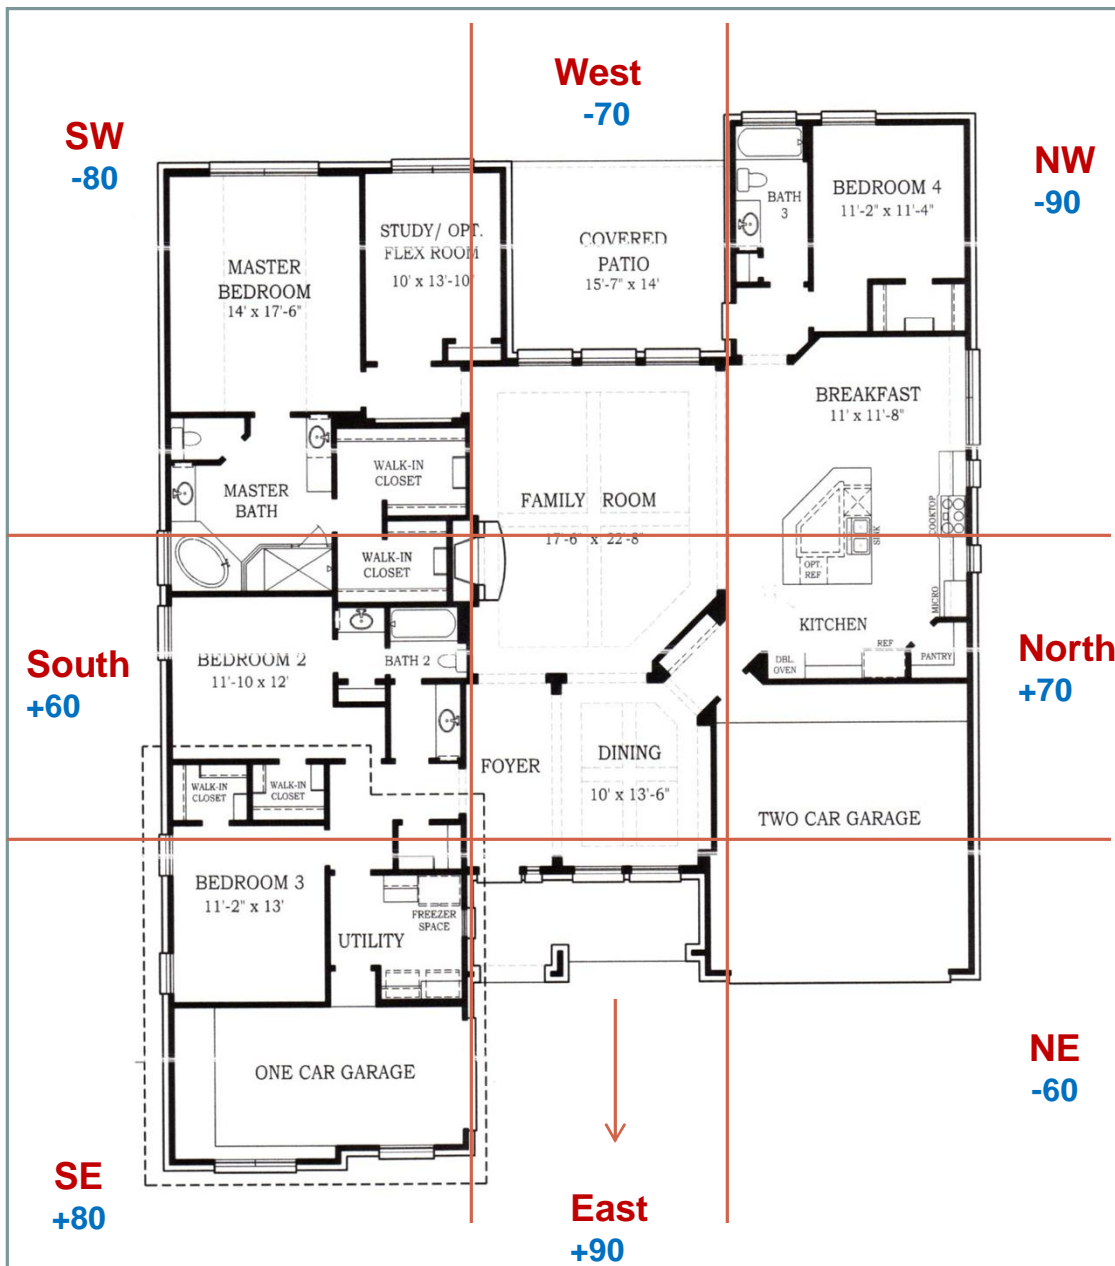 West
-70
SW
-80
NW
-90
BEDROOM 4
11'-2" x 11'-4"
BATH
3
STUDY/ OPT.
FLEX ROOM
10' x 13'-10'
COVERED
PATIO
15'-7" x 14'
MASTER
BEDROOM
14' x 17'-6"
BREAKFAST
11' x 11'-8"
WALK-IN
CLOSET
MASTER
BATH
FAMILY ROOM
17'-6" x 22'-8"
COOKTOP
SINK
WALK-IN
CLOSET
OPT.
REF
MICRO
KITCHEN
REF
PANTRY
DBL.
OVEN
South
+60
North
+70
BEDROOM 2
11'-10 x 12'
BATH 2
FOYER
DINING
10' x 13'-6"
WALK-IN
CLOSET
WALK-IN
CLOSET
TWO CAR GARAGE
BEDROOM 3
11'-2" x 13'
FREEZER
SPACE
UTILITY
ONE CAR GARAGE
NE
-60
SE
+80
East
+90